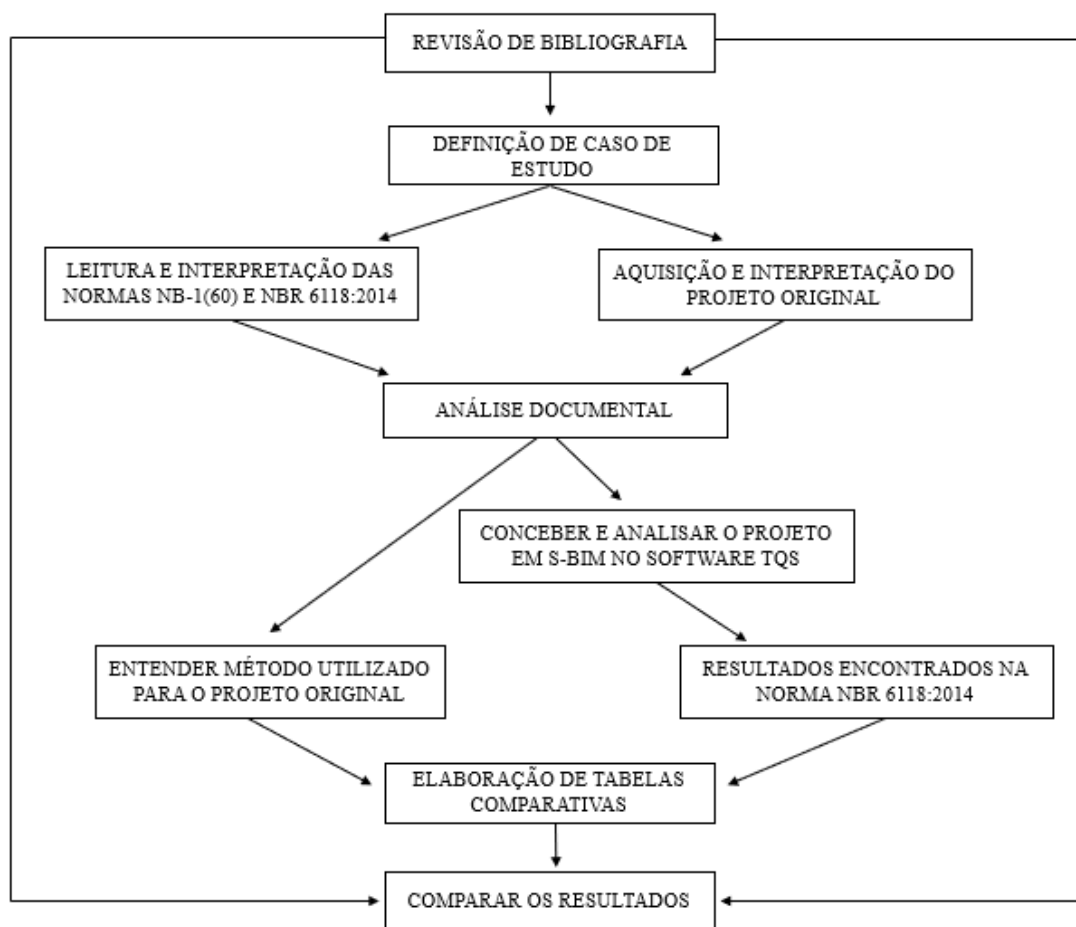 REVISÃO DE BIBLIOGRAFIA
DEFINIÇÃO DE CASO DE
ESTUDO
LEITURA E INTERPRETAÇÃO DAS
NORMAS NB-1(60) E NBR 6118:2014
AQUISIÇÃO E INTERPRETAÇÃO DO
PROJETO ORIGINAL
ANÁLISE DOCUMENTAL
CONCEBER E ANALISAR O PROJETO
EM S-BIM NO SOFTWARE TQS
ENTENDER MÉTODO UTILIZADO
PARA O PROJETO ORIGINAL
RESULTADOS ENCONTRADOS NA
NORMA NBR 6118:2014
ELABORAÇÃO DE TABELAS
COMPARATIVAS
COMPARAR OS RESULTADOS